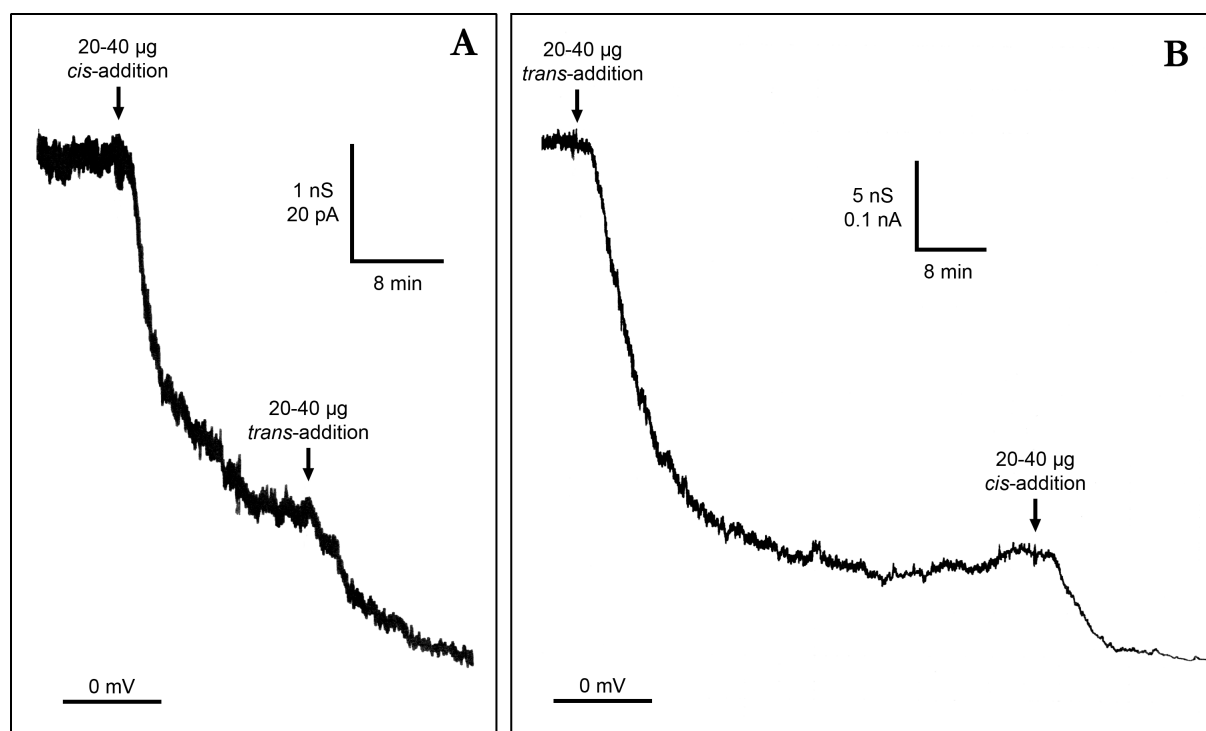 A
20-40 µg
cis-addition
1 nS
20 pA
8 min
20-40 µg
trans-addition
0 mV
B
20-40 µg
trans-addition
5 nS
0.1 nA
8 min
20-40 µg
cis-addition
0 mV